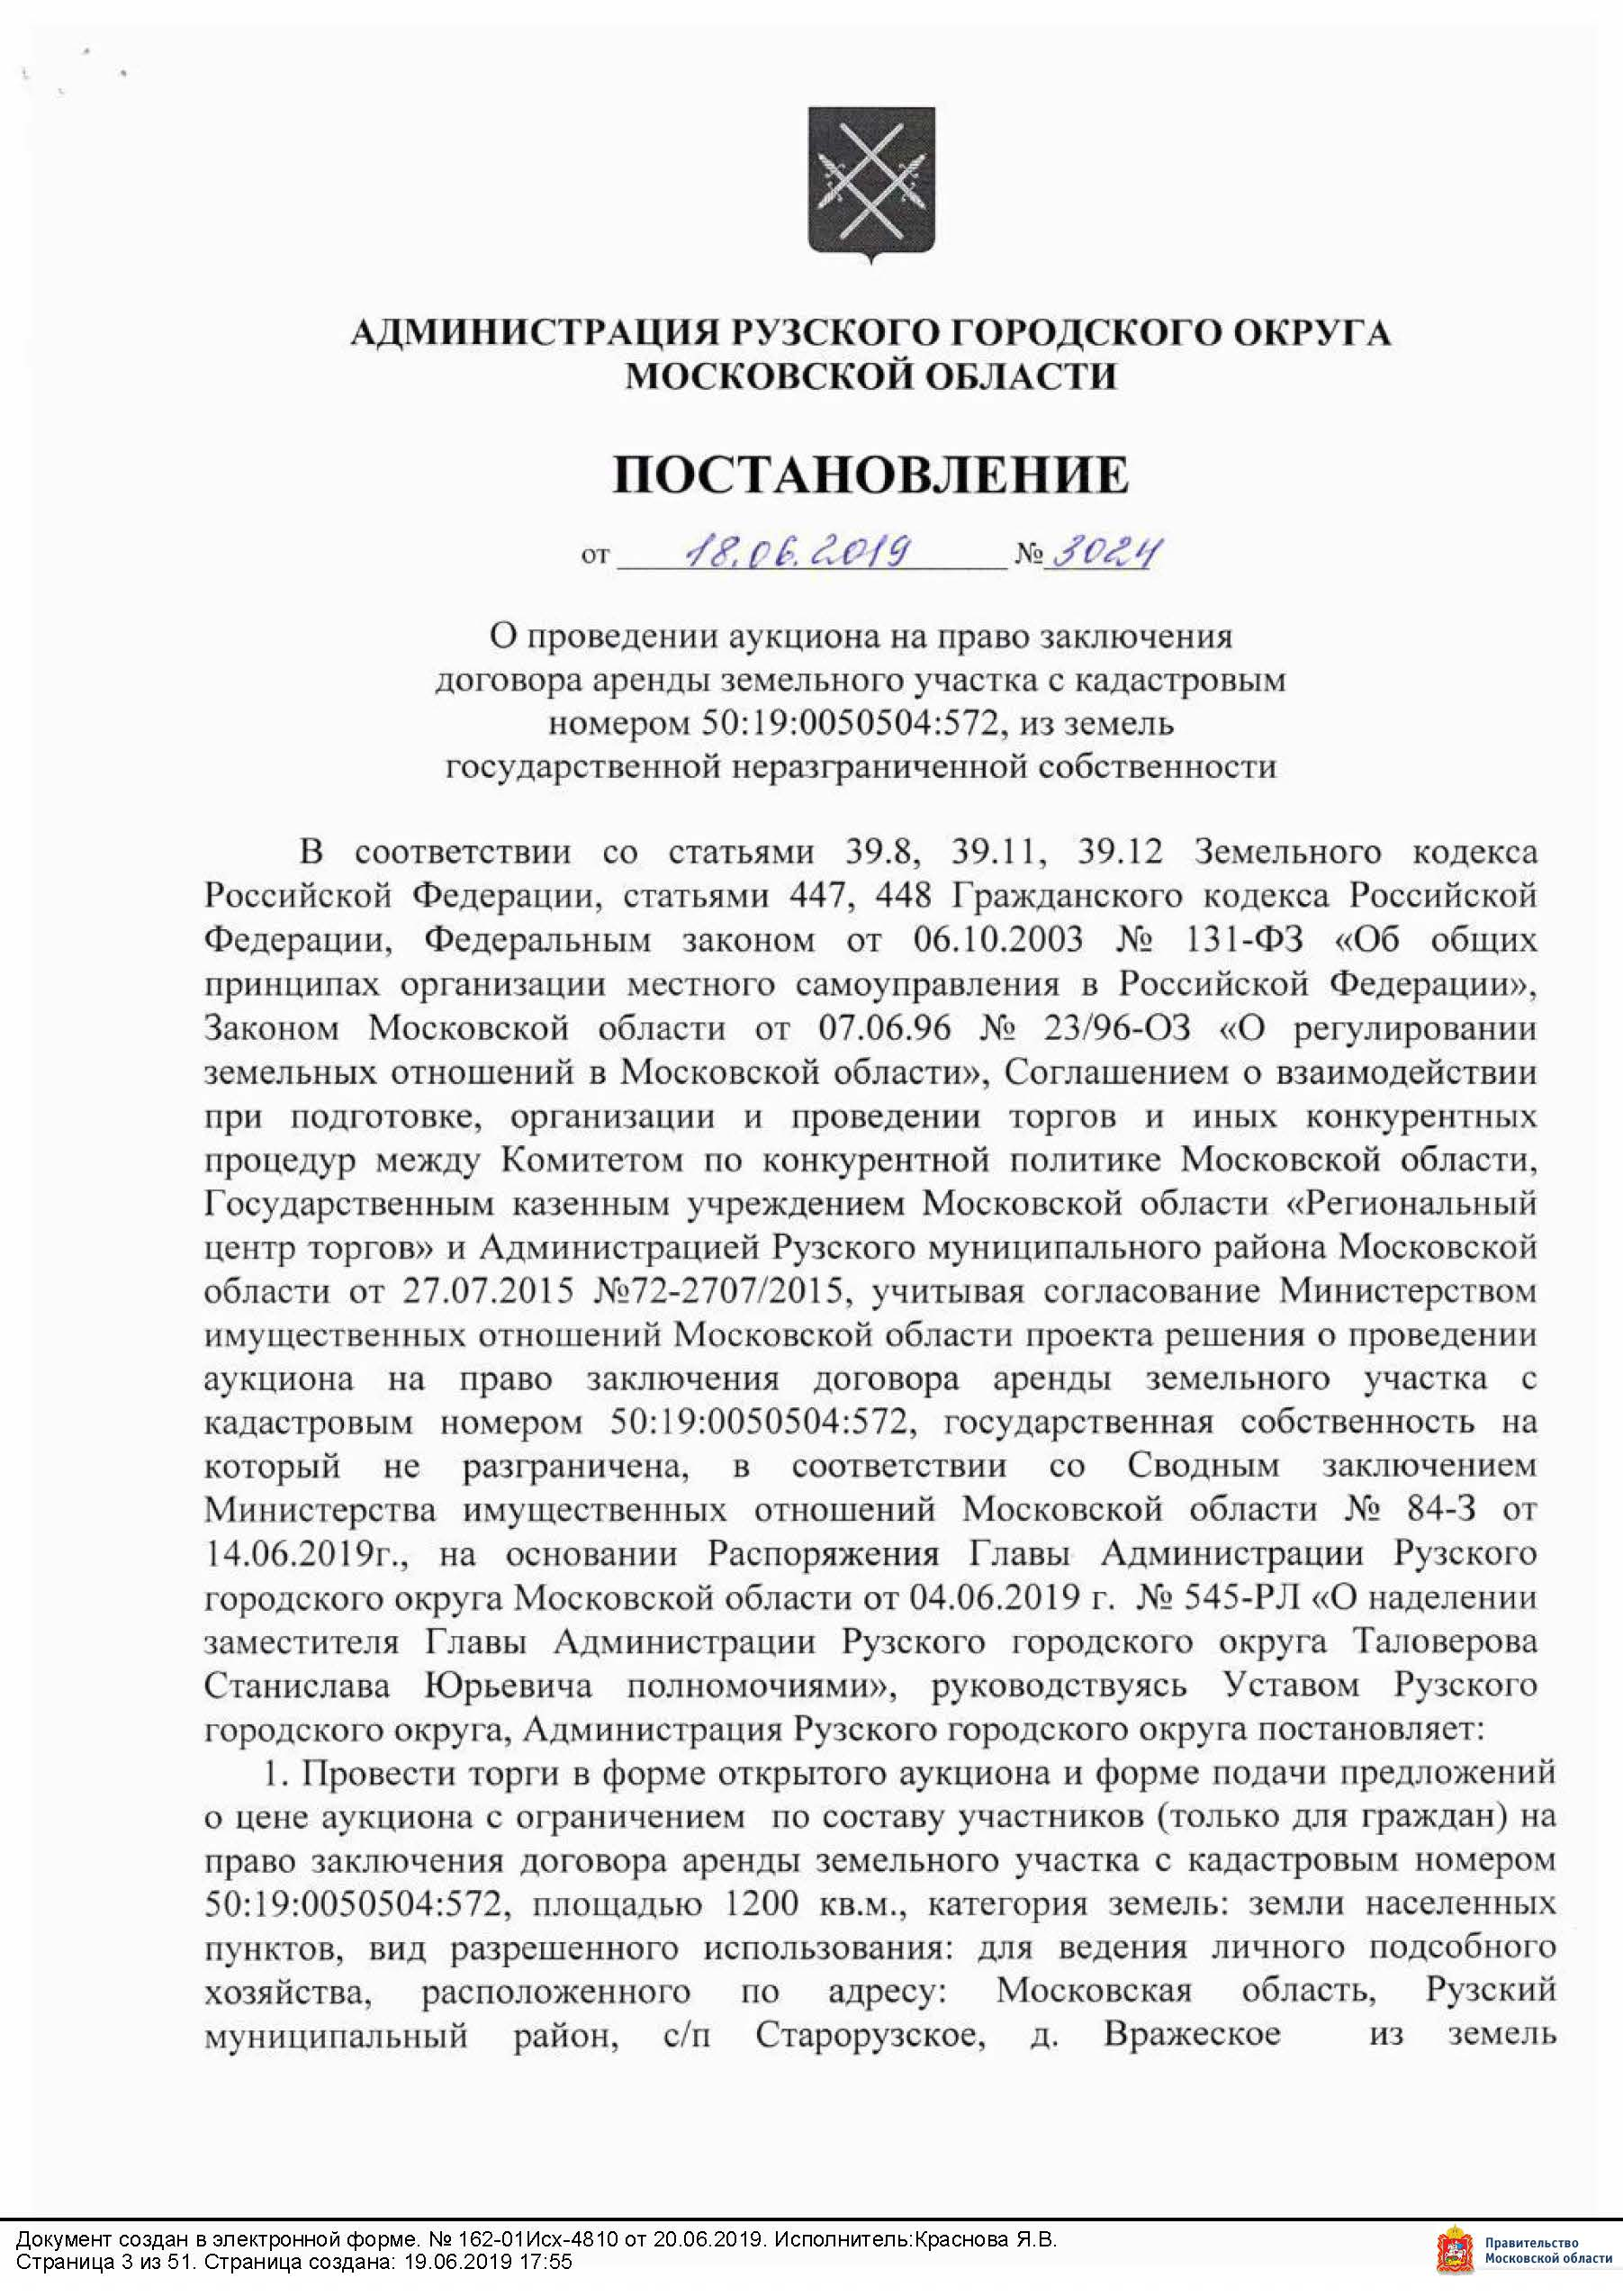 АДМИНИСТРАЦИЯ РУЗСКОГО ГОРОДСКОГО ОКРУГА
МОСКОВСКОЙ ОБЛАСТИ
ПОСТАНОВЛЕНИЕ
от 18.06.2019 № 3024
О проведении аукциона на право заключения
договора аренды земельного участка с кадастровым
номером 50:19:0050504:572, из земель
государственной неразграниченной собственности
В соответствии со статьями 39.8, 39.11, 39.12 Земельного кодекса
Российской Федерации, статьями 447, 448 Гражданского кодекса Российской
Федерации, Федеральным законом от 06.10.2003 № 131-ФЗ «Об общих
принципах организации местного самоуправления в Российской Федерации»,
Законом Московской области от 07.06.96 № 23/96-ОЗ «О регулировании
земельных отношений в Московской области», Соглашением о взаимодействии
при подготовке, организации и проведении торгов и иных конкурентных
процедур между Комитетом по конкурентной политике Московской области,
Государственным казенным учреждением Московской области «Региональный
центр торгов» и Администрацией Рузского муниципального района Московской
области от 27.07.2015 №72-2707/2015, учитывая согласование Министерством
имущественных отношений Московской области проекта решения о проведении
аукциона на право заключения договора аренды земельного участка с
кадастровым номером 50:19:0050504:572, государственная собственность на
который не разграничена, в соответствии со Сводным заключением
Министерства имущественных отношений Московской области № 84-З от
14.06.2019г., на основании Распоряжения Главы Администрации Рузского
городского округа Московской области от 04.06.2019 г. № 545-РЛ «О наделении
заместителя Главы Администрации Рузского городского округа Таловерова
Станислава Юрьевича полномочиями», руководствуясь Уставом Рузского
городского округа, Администрация Рузского городского округа постановляет:
1. Провести торги в форме открытого аукциона и форме подачи предложений
о цене аукциона с ограничением по составу участников (только для граждан) на
право заключения договора аренды земельного участка с кадастровым номером
50:19:0050504:572, площадью 1200 кв.м., категория земель: земли населенных
пунктов, вид разрешенного использования: для ведения личного подсобного
хозяйства, расположенного по адресу: Московская область, Рузский
муниципальный район, с/п Старорузское, д. Вражеское из земель
Документ создан в электронной форме. № 162-01Исх-4810 от 20.06.2019. Исполнитель:Краснова Я.В.
Страница 3 из 51. Страница создана: 19.06.2019 17:55
Правительство
Московской области